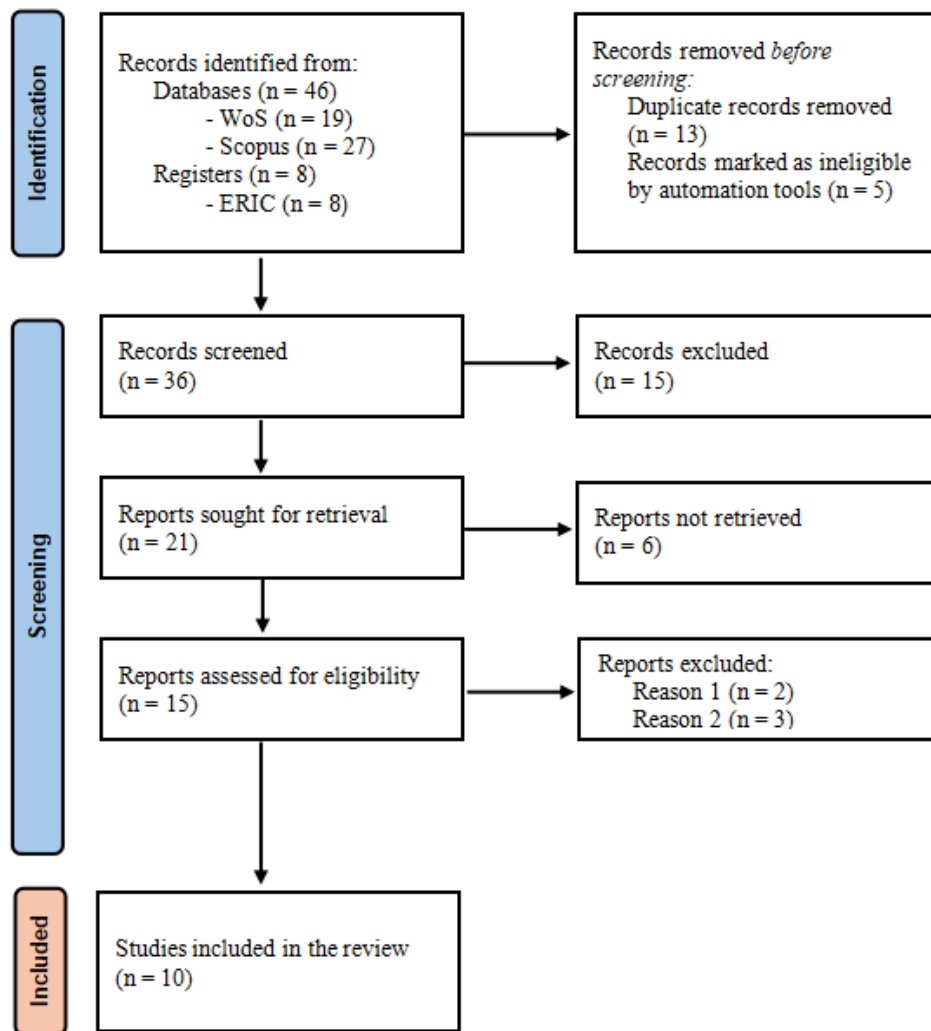 Identification
Records identified from:
Databases (n = 46)
- WoS (n = 19)
- Scopus (n = 27)
Registers (n = 8)
- ERIC (n = 8)
Records removed before
screening:
Duplicate records removed
(n = 13)
Records marked as ineligible
by automation tools (n = 5)
Screening
Records screened
(n = 36)
Records excluded
(n = 15)
Reports sought for retrieval
(n = 21)
Reports not retrieved
(n = 6)
Reports assessed for eligibility
(n = 15)
Reports excluded:
Reason 1 (n = 2)
Reason 2 (n = 3)
Included
Studies included in the review
(n = 10)